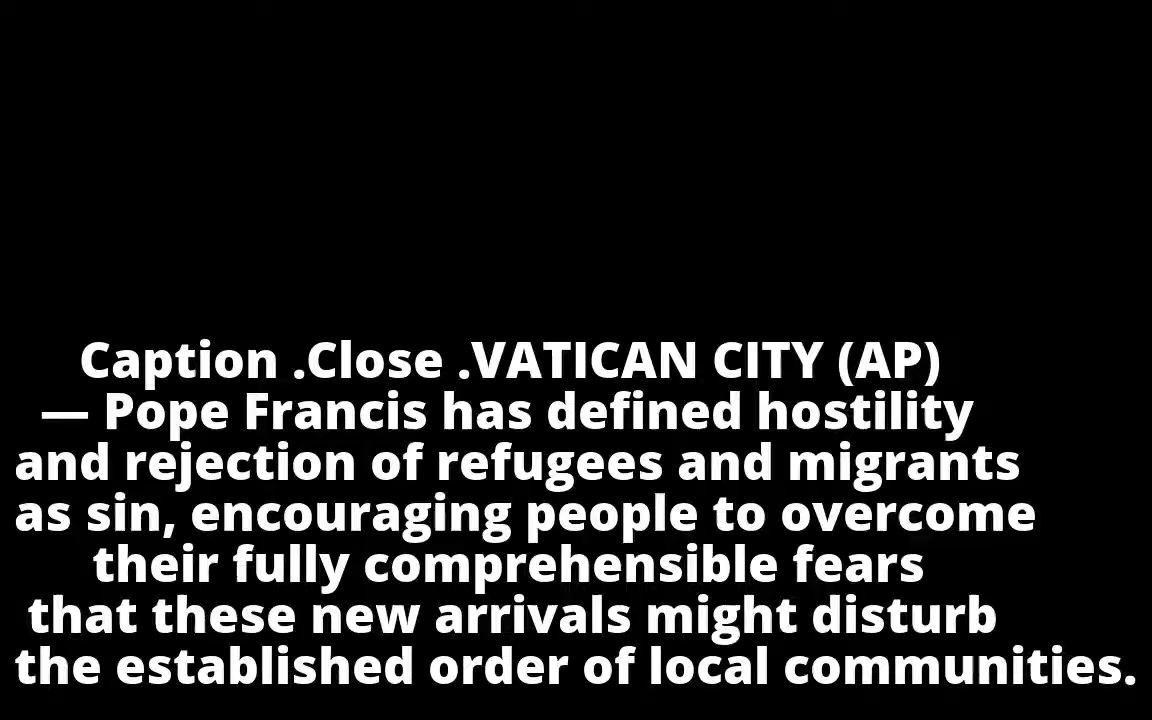 Caption .Close .VATICAN CITY (AP)
— Pope Francis has defined hostility
and rejection of refugees and migrants
as sin, encouraging people to overcome
their fully comprehensible fears
that these new arrivals might disturb
the established order of local communities.